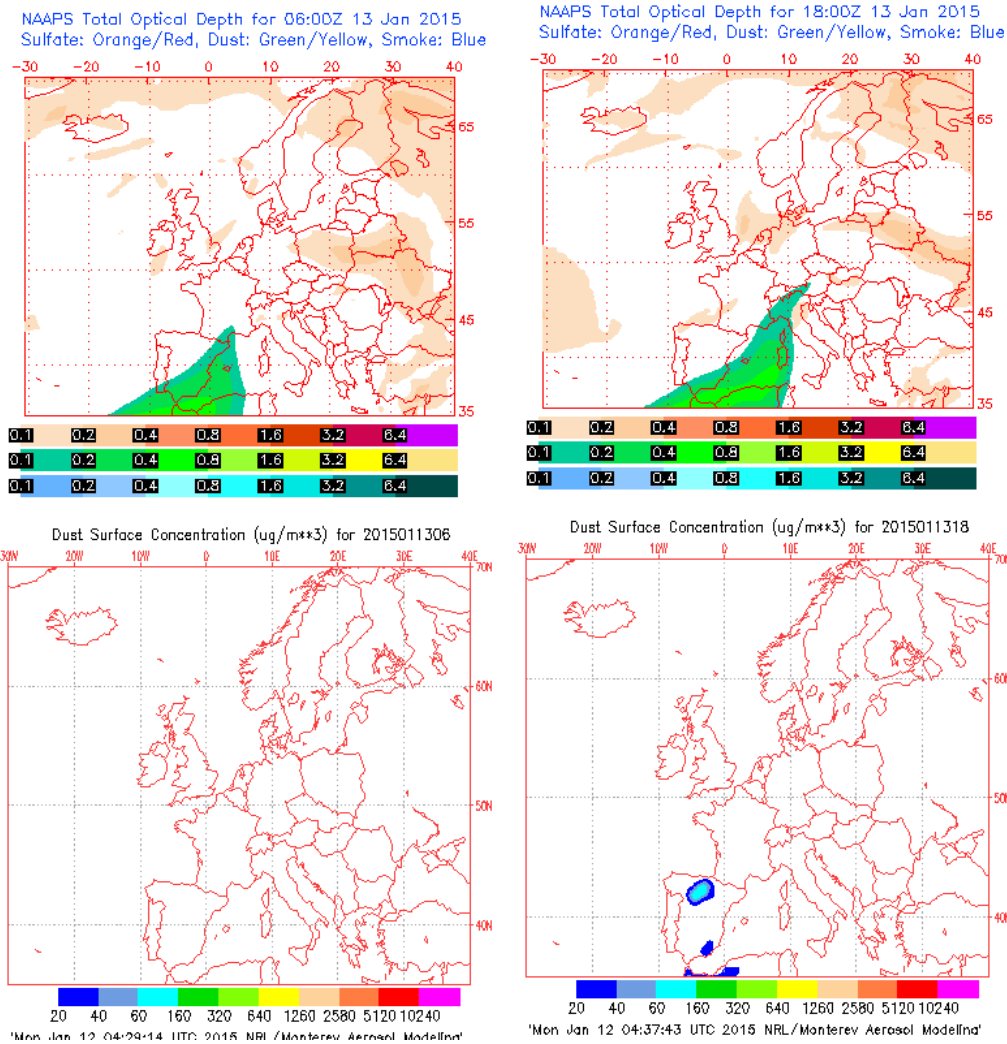 NAAPS Total Optical Depth for 06:00Z 13 Jan 2015
Sulfate: Orange/Red, Dust: Green/Yellow, Smoke: Blue
-30 -20 -10 0 10 20 30 40
65
55
45
35
0.1 0.2 0.4 0.8 1.6 3.2 6.4
0.1 0.2 0.4 0.8 1.6 3.2 6.4
0.1 0.2 0.4 0.8 1.6 3.2 6.4
NAAPS Total Optical Depth for 18:00Z 13 Jan 2015
Sulfate: Orange/Red, Dust: Green/Yellow, Smoke: Blue
-30 -20 -10 0 10 20 30 40
65
55
45
35
0.1 0.2 0.4 0.8 1.6 3.2 6.4
0.1 0.2 0.4 0.8 1.6 3.2 6.4
0.1 0.2 0.4 0.8 1.6 3.2 6.4
Dust Surface Concentration (ug/m**3) for 2015011306
30W 20W 10W 0 10E 20E 30E 40E
70N
60N
50N
40N
20 40 60 160 320 640 1260 2580 5120 10240
'Mon Jan 12 04:29:14 UTC 2015 NRL/Monterey Aerosol Modeling'
Dust Surface Concentration (ug/m**3) for 2015011318
30W 20W 10W 0 10E 20E 30E 40E
70N
60N
50N
40N
20 40 60 160 320 640 1260 2580 5120 10240
'Mon Jan 12 04:37:43 UTC 2015 NRL/Monterey Aerosol Modeling'